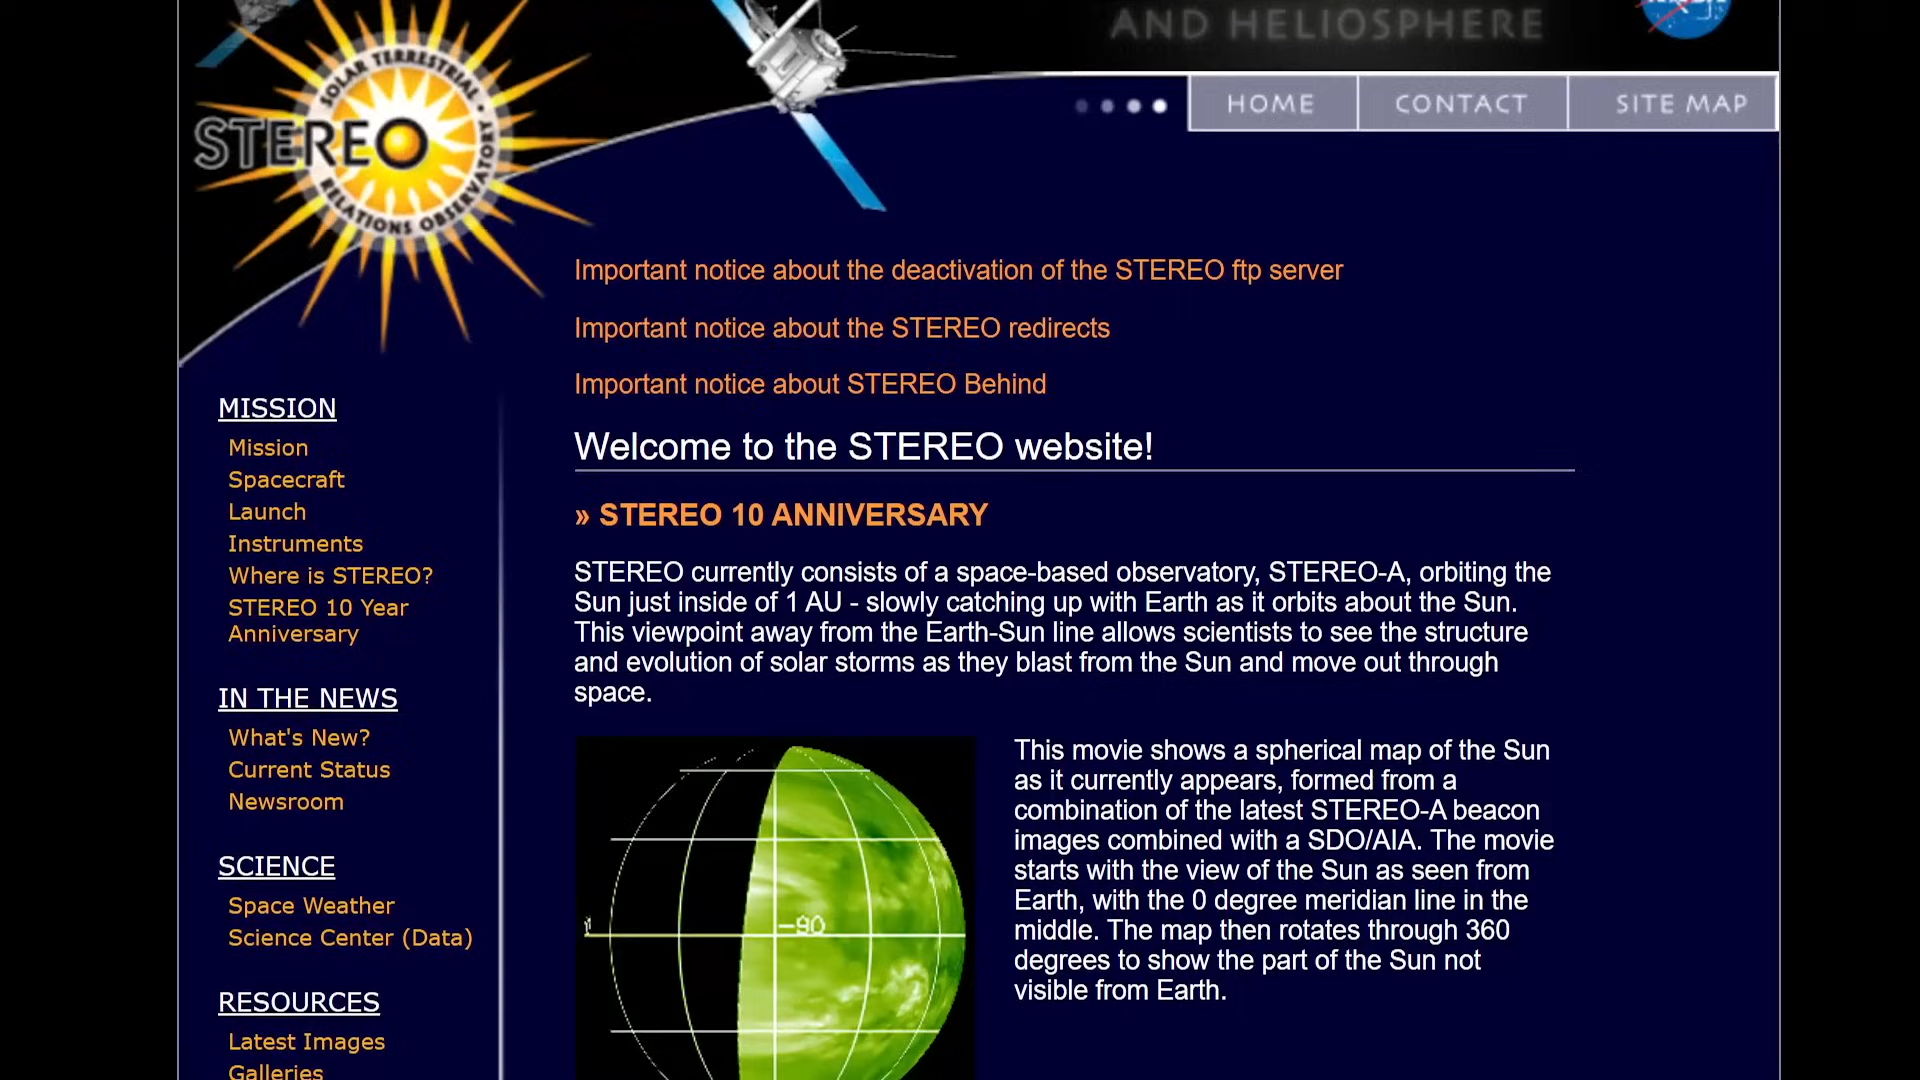 AND HELIOSPHERE
SOLAR TERRESTRIAL
STEREO
RELATIONS OBSERVATORY
HOME
CONTACT
SITE MAP
Important notice about the deactivation of the STEREO ftp server
Important notice about the STEREO redirects
Important notice about STEREO Behind
Welcome to the STEREO website!
» STEREO 10 ANNIVERSARY
STEREO currently consists of a space-based observatory, STEREO-A, orbiting the
Sun just inside of 1 AU - slowly catching up with Earth as it orbits about the Sun.
This viewpoint away from the Earth-Sun line allows scientists to see the structure
and evolution of solar storms as they blast from the Sun and move out through
space.
This movie shows a spherical map of the Sun
as it currently appears, formed from a
combination of the latest STEREO-A beacon
images combined with a SDO/AIA. The movie
starts with the view of the Sun as seen from
Earth, with the 0 degree meridian line in the
middle. The map then rotates through 360
degrees to show the part of the Sun not
visible from Earth.
-90
MISSION
Mission
Spacecraft
Launch
Instruments
Where is STEREO?
STEREO 10 Year
Anniversary
IN THE NEWS
What's New?
Current Status
Newsroom
SCIENCE
Space Weather
Science Center (Data)
RESOURCES
Latest Images
Galleries